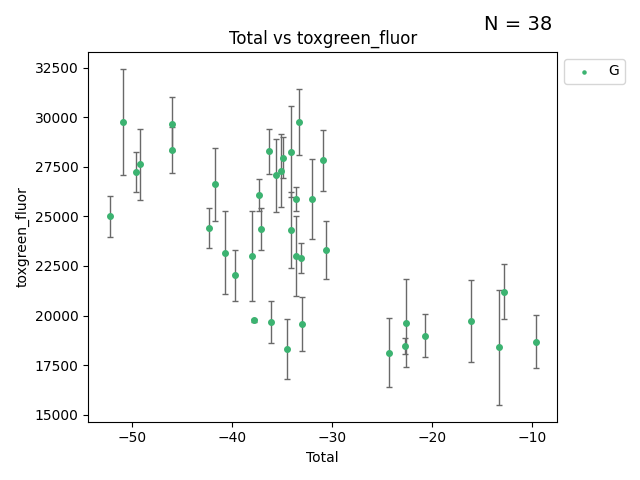 N = 38
Total vs toxgreen_fluor
G
toxgreen_fluor
32500
30000
27500
25000
22500
20000
17500
15000
−50 −40 −30 −20 −10
Total